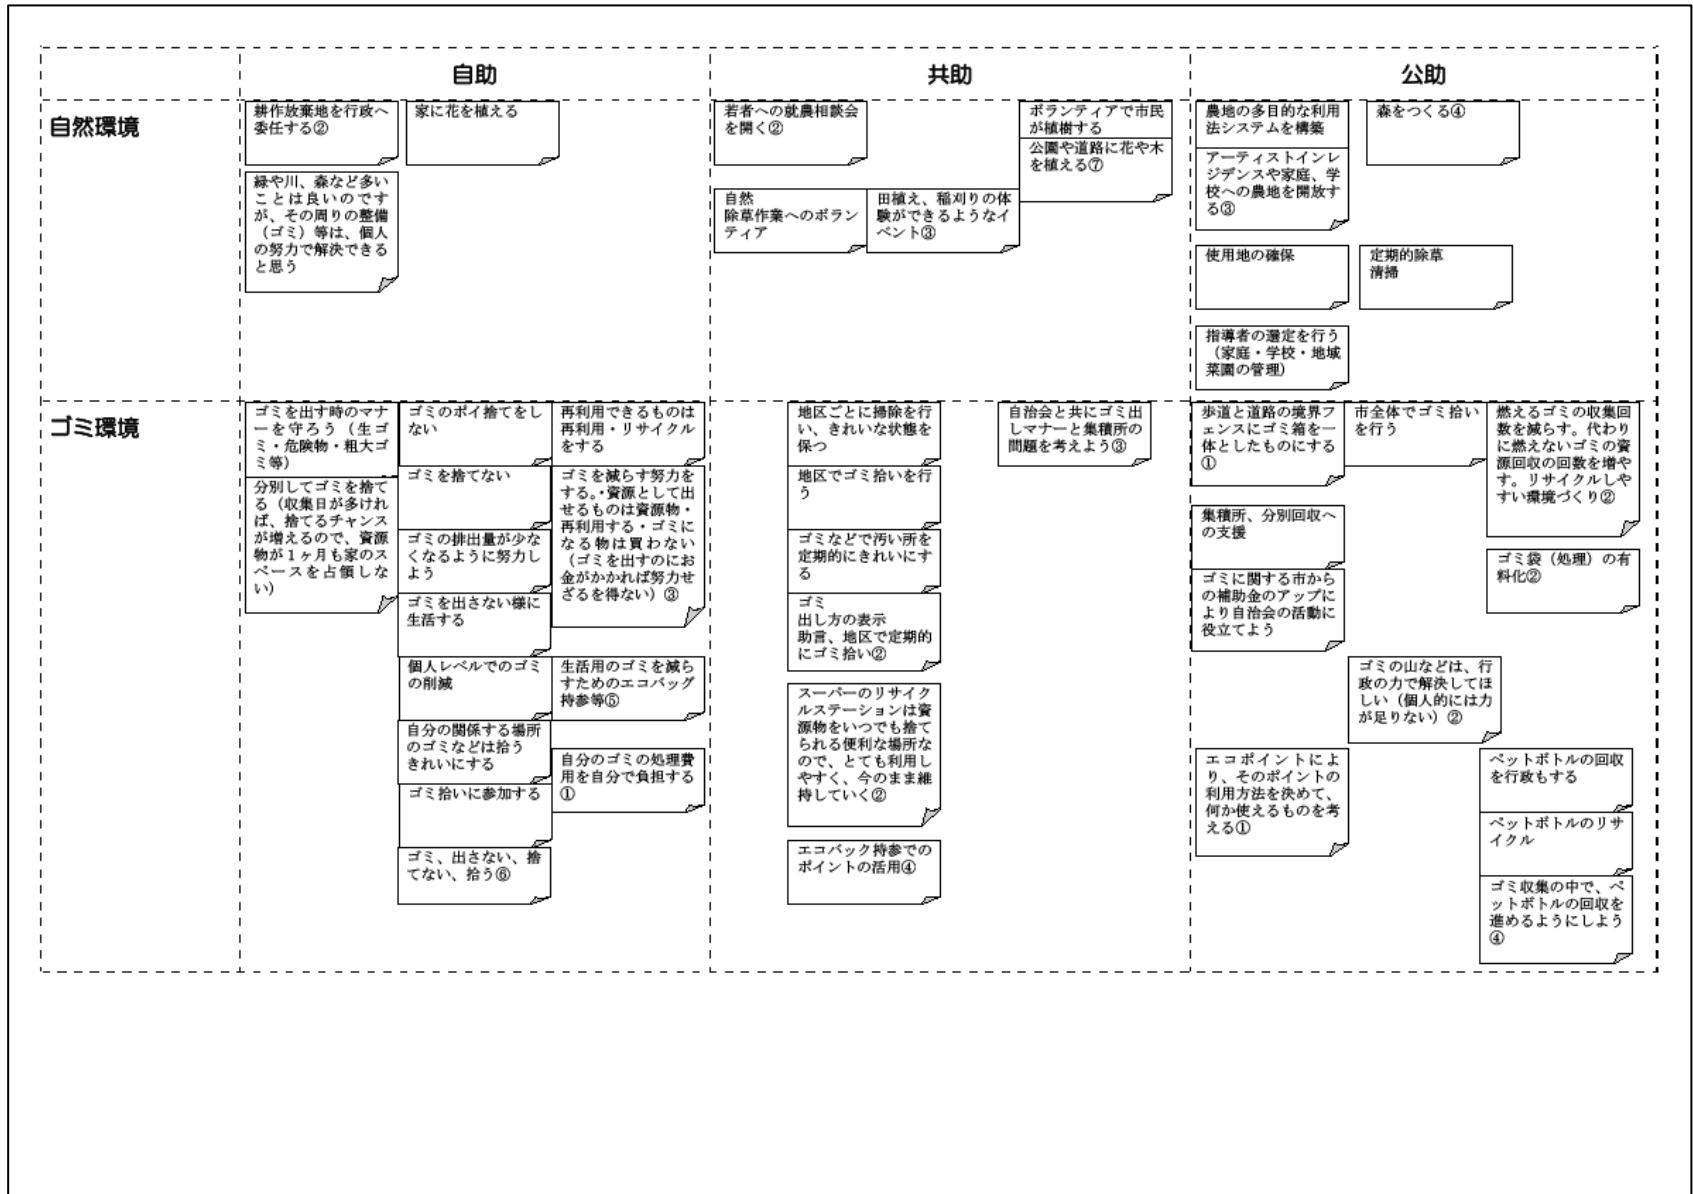 自助
共助
公助
自然環境
耕作放棄地を行政へ
委任する②
家に花を植える
緑や川、森など多い
ことは良いのです
が、その周りの整備
（ゴミ）等は、個人
の努力で解決できる
と思う
若者への就農相談会
を開く②
ボランティアで市民
が植樹する
公園や道路に花や木
を植える⑦
自然
除草作業へのボラン
ティア
田植え、稲刈りの体
験ができるようなイ
ベント③
農地の多目的な利用
法システムを構築
アーティストインレ
ジデンスや家庭、学
校への農地を開放す
る③
森をつくる④
使用地の確保
定期的除草
清掃
指導者の選定を行う
（家庭・学校・地域
菜園の管理）
ゴミ環境
ゴミを出す時のマナ
ーを守ろう（生ゴ
ミ・危険物・粗大ゴ
ミ等）
分別してゴミを捨て
る（収集日が多けれ
ば、捨てるチャンス
が増えるので、資源
物が１ヶ月も家のス
ペースを占領しな
い）
ゴミのポイ捨てをし
ない
ゴミを捨てない
ゴミの排出量が少な
くなるように努力し
よう
ゴミを出さない様に
生活する
個人レベルでのゴミ
の削減
自分の関係する場所
のゴミなどは拾う
きれいにする
ゴミ拾いに参加する
ゴミ、出さない、捨
てない、拾う⑥
再利用できるものは
再利用・リサイクル
をする
ゴミを減らす努力を
する。・資源として出
せるものは資源物・
再利用する・ゴミに
なる物は買わない
（ゴミを出すのにお
金がかかれば努力せ
ざるを得ない）③
生活用のゴミを減ら
すためのエコバッグ
持参等⑤
自分のゴミの処理費
用を自分で負担する
①
地区ごとに掃除を行
い、きれいな状態を
保つ
地区でゴミ拾いを行
う
ゴミなどで汚い所を
定期的にきれいにす
る
ゴミ
出し方の表示
助言、地区で定期的
にゴミ拾い②
スーパーのリサイク
ルステーションは資
源物をいつでも捨て
られる便利な場所な
ので、とても利用し
やすく、今のまま維
持していく②
エコバック持参での
ポイントの活用④
自治会と共にゴミ出
しマナーと集積所の
問題を考えよう③
歩道と道路の境界フ
ェンスにゴミ箱を一
体としたものにする
①
市全体でゴミ拾い
を行う
燃えるゴミの収集回
数を減らす。代わり
に燃えないゴミの資
源回収の回数を増や
す。リサイクルしや
すい環境づくり②
集積所、分別回収へ
の支援
ゴミに関する市から
の補助金のアップに
より自治会の活動に
役立てよう
ゴミ袋（処理）の有
料化②
ゴミの山などは、行
政の力で解決してほ
しい（個人的には力
が足りない）②
エコポイントによ
り、そのポイントの
利用方法を決めて、
何か使えるものを考
える①
ペットボトルの回収
を行政もする
ペットボトルのリサ
イクル
ゴミ収集の中で、ペ
ットボトルの回収を
進めるようにしよう
④